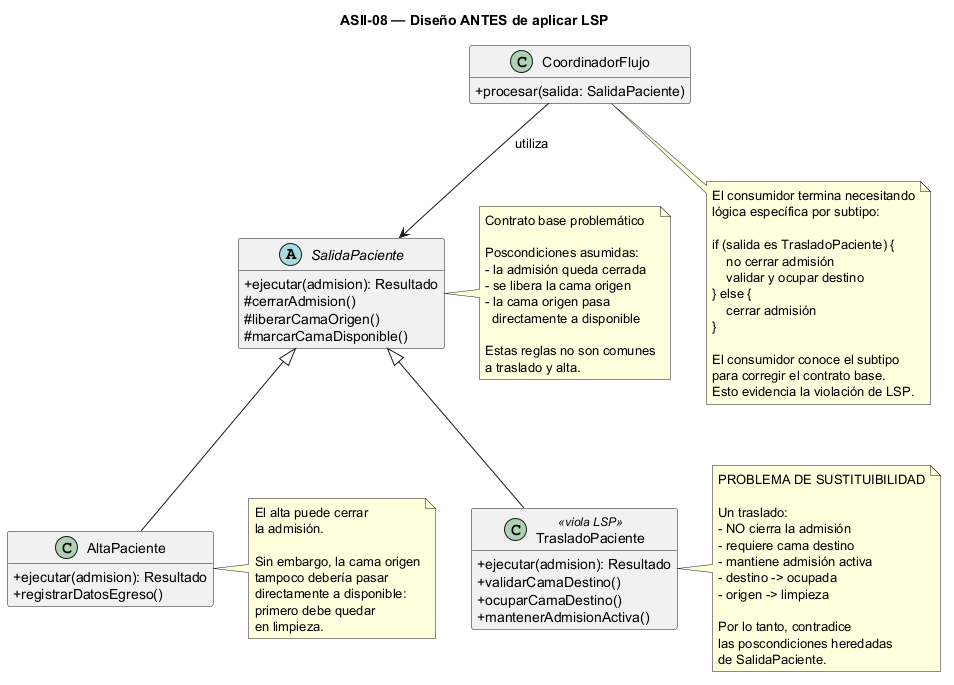 ASII-08 — Diseño ANTES de aplicar LSP
C CoordinadorFlujo
+procesar(salida: SalidaPaciente)
utiliza
El consumidor termina necesitando
lógica específica por subtipo:
if (salida es TrasladoPaciente) {
no cerrar admisión
validar y ocupar destino
} else {
cerrar admisión
}
El consumidor conoce el subtipo
para corregir el contrato base.
Esto evidencia la violación de LSP.
A SalidaPaciente
+ejecutar(admision): Resultado
#cerrarAdmision()
#liberarCamaOrigen()
#marcarCamaDisponible()
Contrato base problemático
Poscondiciones asumidas:
- la admisión queda cerrada
- se libera la cama origen
- la cama origen pasa
directamente a disponible
Estas reglas no son comunes
a traslado y alta.
C AltaPaciente
+ejecutar(admision): Resultado
+registrarDatosEgreso()
El alta puede cerrar
la admisión.
Sin embargo, la cama origen
tampoco debería pasar
directamente a disponible:
primero debe quedar
en limpieza.
«viola LSP»
C TrasladoPaciente
+ejecutar(admision): Resultado
+validarCamaDestino()
+ocuparCamaDestino()
+mantenerAdmisionActiva()
PROBLEMA DE SUSTITUIBILIDAD
Un traslado:
- NO cierra la admisión
- requiere cama destino
- mantiene admisión activa
- destino -> ocupada
- origen -> limpieza
Por lo tanto, contradice
las poscondiciones heredadas
de SalidaPaciente.